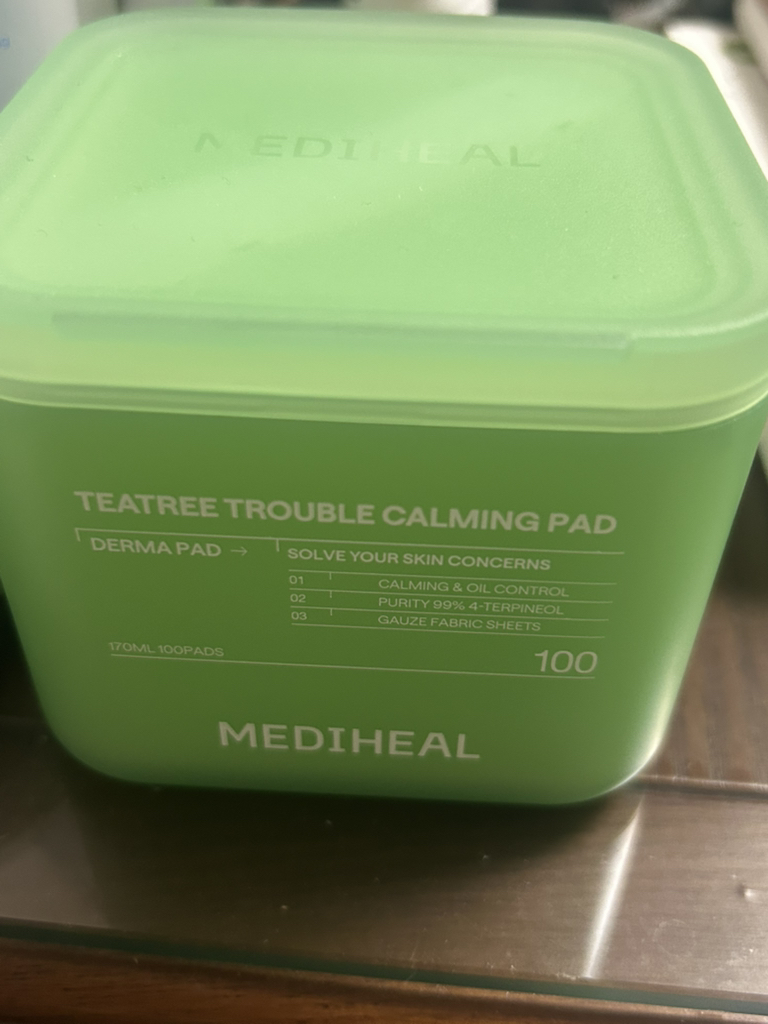 MEDIHEAL
TEATREE TROUBLE CALMING PAD
DERMA PAD → SOLVE YOUR SKIN CONCERNS
01 CALMING & OIL CONTROL
02 PURITY 99% 4-TERPINEOL
03 GAUZE FABRIC SHEETS
170ML 100PADS 100
MEDIHEAL